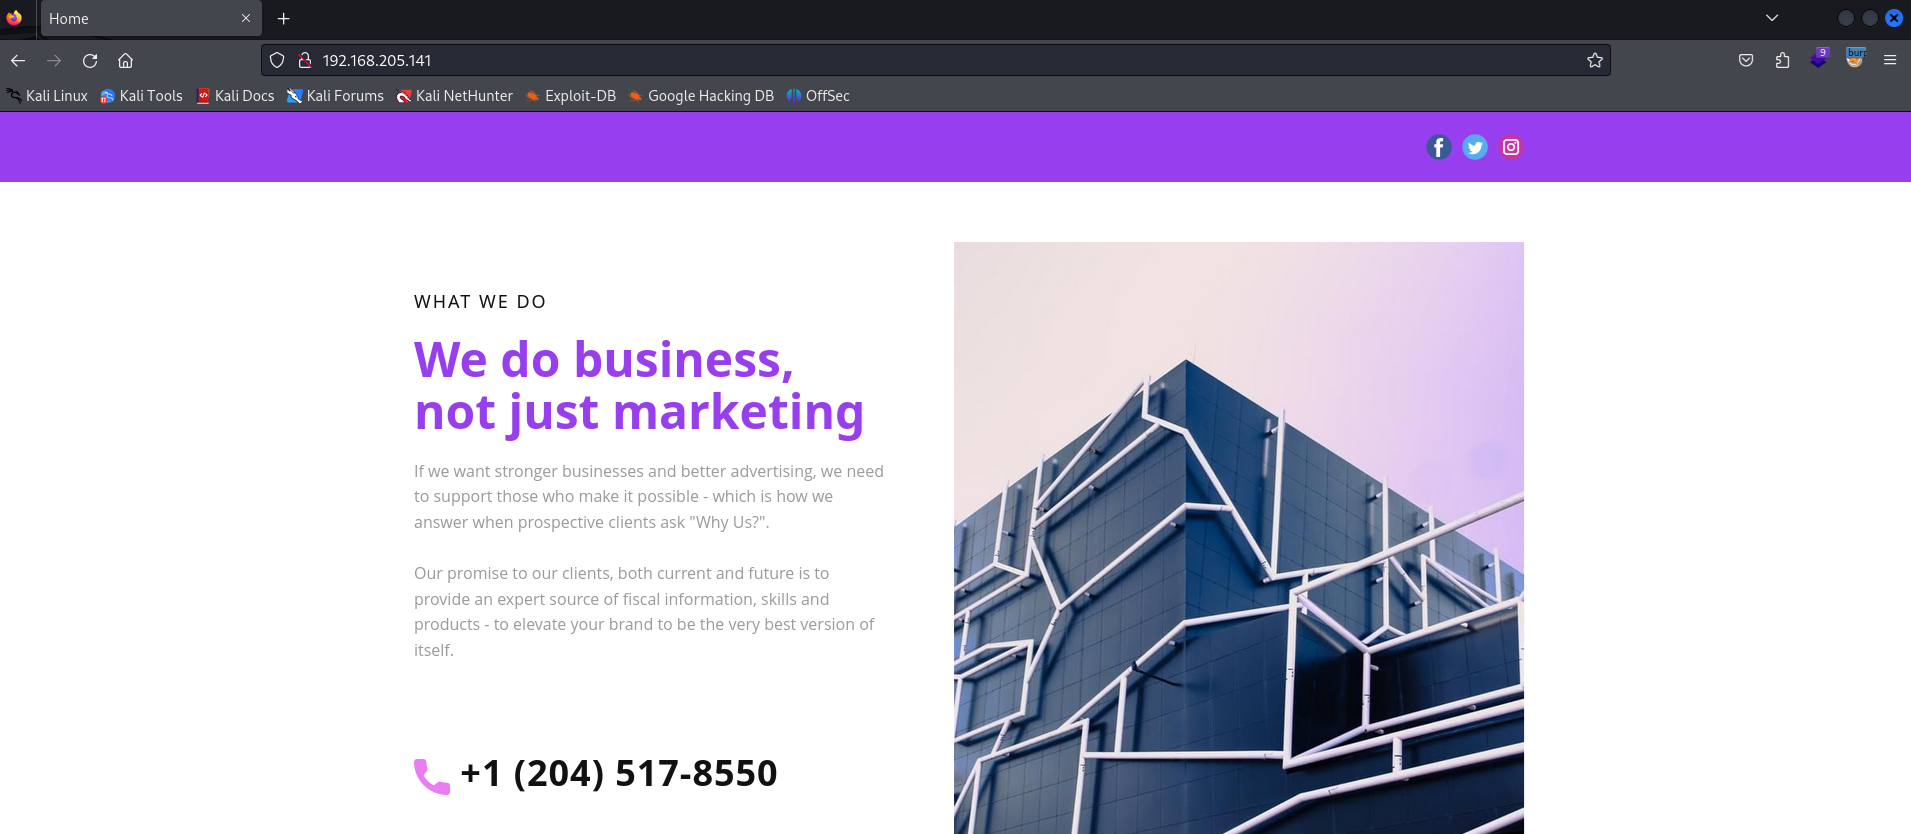 Home
192.168.205.141
9
burp
Kali Linux Kali Tools Kali Docs Kali Forums Kali NetHunter Exploit-DB Google Hacking DB OffSec
WHAT WE DO
We do business,
not just marketing
If we want stronger businesses and better advertising, we need
to support those who make it possible - which is how we
answer when prospective clients ask "Why Us?".
Our promise to our clients, both current and future is to
provide an expert source of fiscal information, skills and
products - to elevate your brand to be the very best version of
itself.
+1 (204) 517-8550